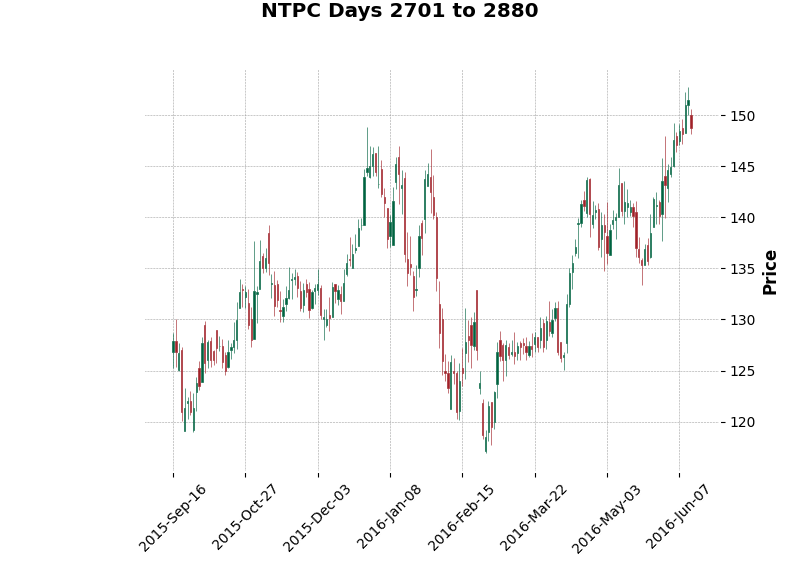 NTPC Days 2701 to 2880
150
145
140
135
130
125
120
Price
2015-Sep-16
2015-Oct-27
2015-Dec-03
2016-Jan-08
2016-Feb-15
2016-Mar-22
2016-May-03
2016-Jun-07